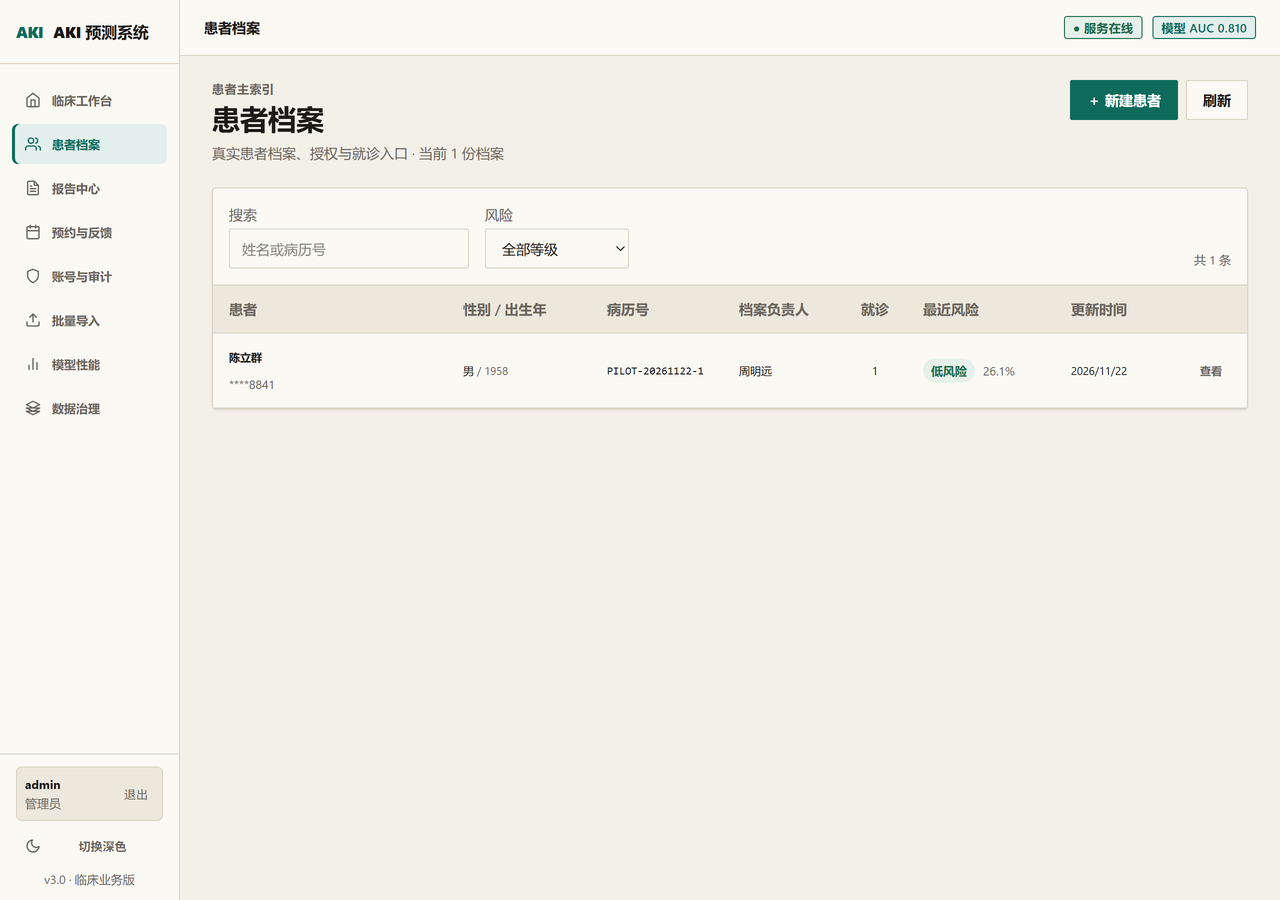 AKI AKI 预测系统
临床工作台
患者档案
报告中心
预约与反馈
账号与审计
批量导入
模型性能
数据治理
admin
管理员
退出
切换深色
v3.0 · 临床业务版
患者档案
● 服务在线
模型 AUC 0.810
患者主索引
患者档案
真实患者档案、授权与就诊入口 · 当前 1 份档案
+ 新建患者
刷新
搜索
姓名或病历号
风险
全部等级
共 1 条
患者 性别 / 出生年 病历号 档案负责人 就诊 最近风险 更新时间
陈立群
****8841
男 / 1958 PILOT-20261122-1 周明远 1 低风险 26.1% 2026/11/22 查看